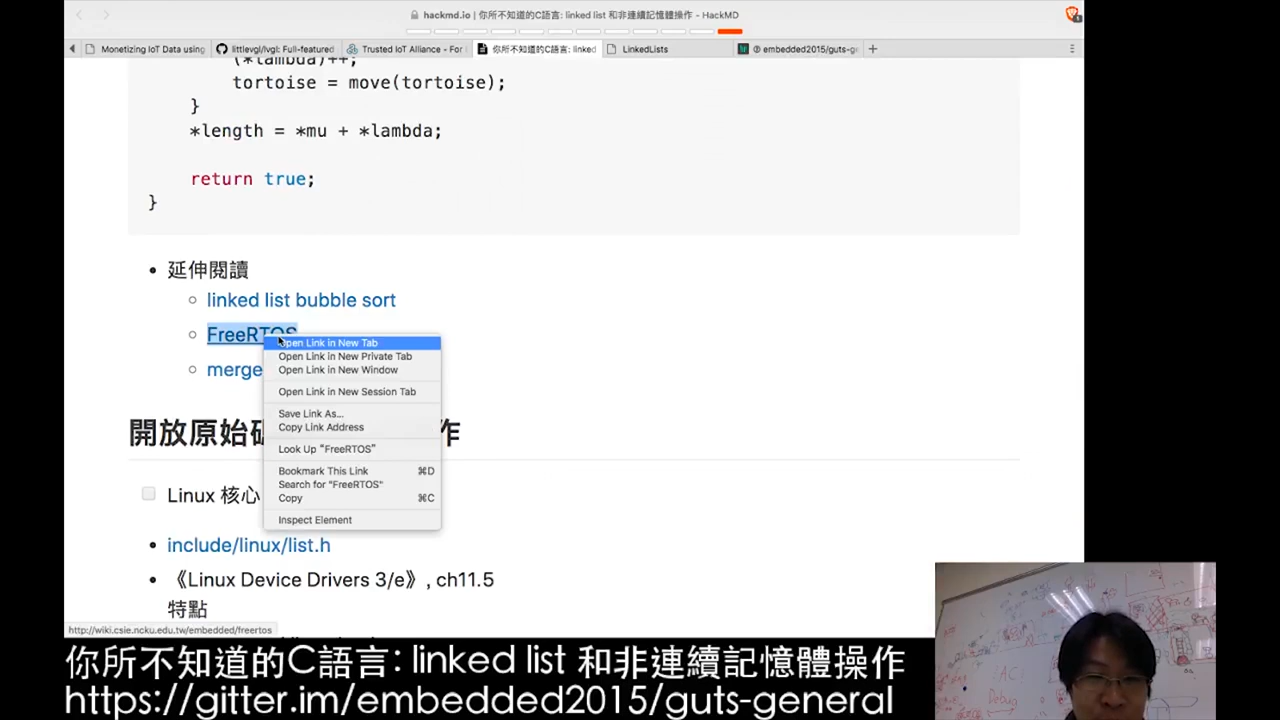 hackmd.io | 你所不知道的C語言: linked list 和非連續記憶體操作 - HackMD
Monetizing IoT Data using
littlevgl/lvgl: Full-featured
Trusted IoT Alliance - For
你所不知道的C語言: linked
LinkedLists
embedded2015/guts-ge
(*lambda)++;
tortoise = move(tortoise);
}
*length = *mu + *lambda;
return true;
}
延伸閱讀
linked list bubble sort
FreeRTOS
Open Link in New Tab
Open Link in New Private Tab
merge
Open Link in New Window
Open Link in New Session Tab
Save Link As...
Copy Link Address
開放原始 作
Look Up "FreeRTOS"
Bookmark This Link ⌘D
Search for "FreeRTOS"
Linux 核心
Copy ⌘C
Inspect Element
include/linux/list.h
《Linux Device Drivers 3/e》, ch11.5
特點
http://wiki.csie.ncku.edu.tw/embedded/freertos
Debug
你所不知道的C語言: linked list 和非連續記憶體操作
https://gitter.im/embedded2015/guts-general